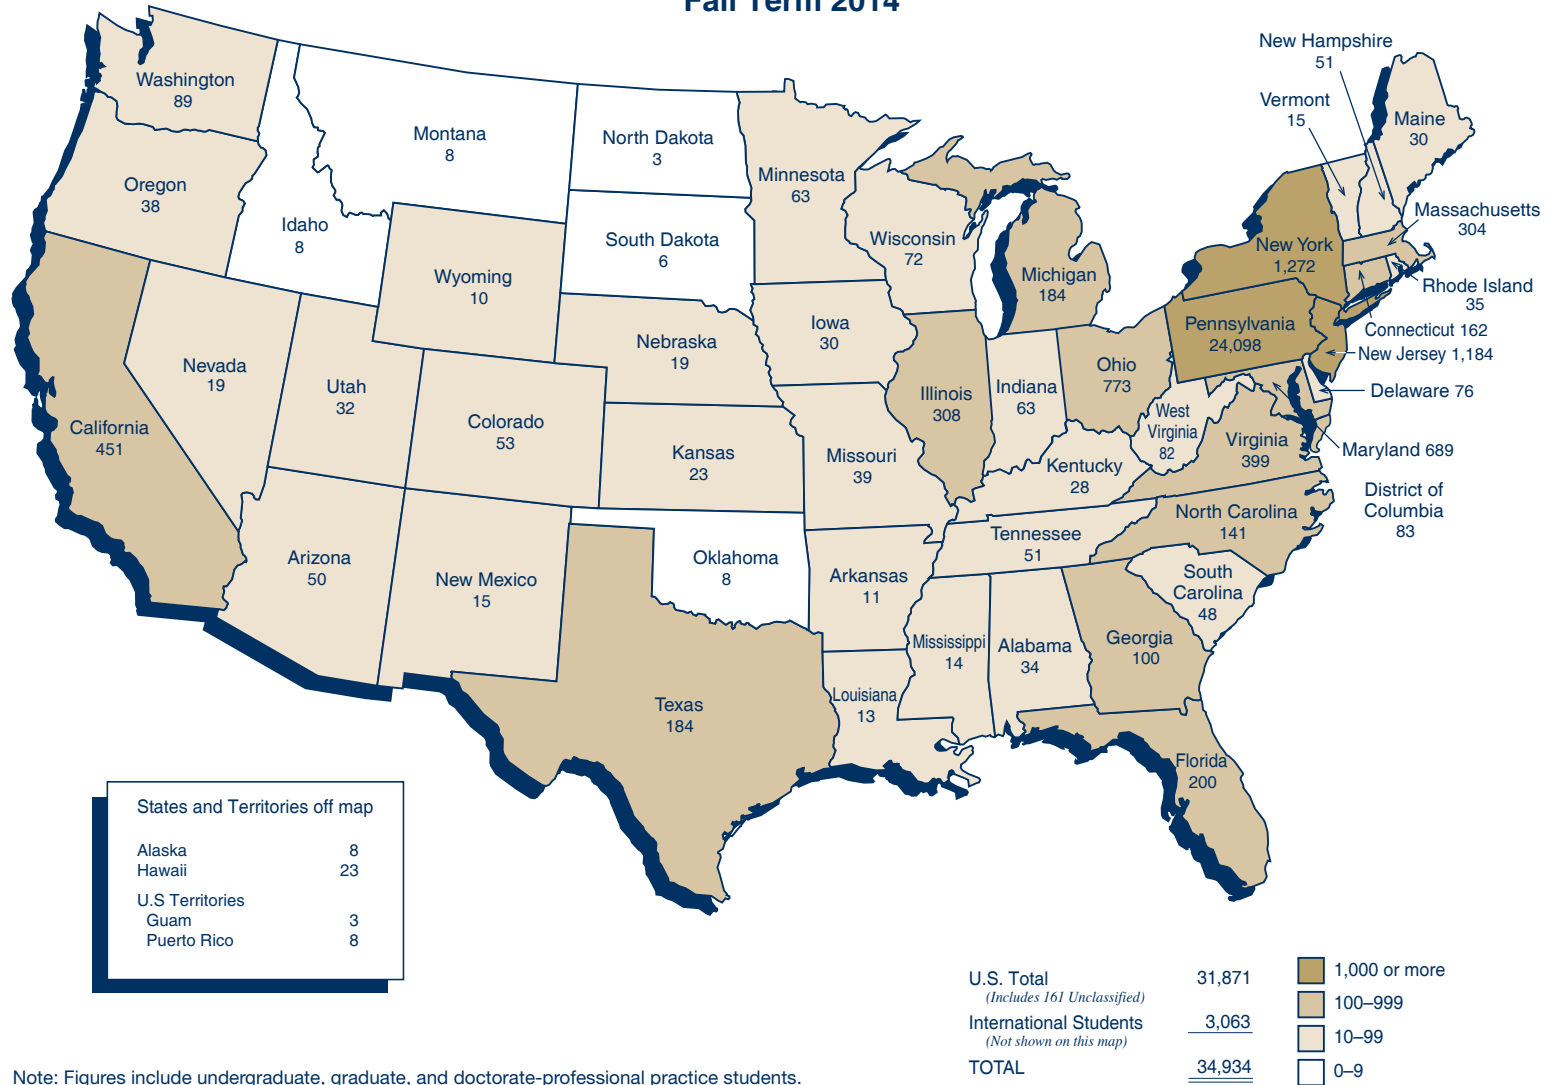 Fall Term 2014
Washington
89
Oregon
38
California
451
Idaho
8
Nevada
19
Montana
8
Wyoming
10
Utah
32
Colorado
53
Arizona
50
New Mexico
15
North Dakota
3
South Dakota
6
Nebraska
19
Kansas
23
Oklahoma
8
Texas
184
Minnesota
63
Iowa
30
Missouri
39
Arkansas
11
Louisiana
13
Wisconsin
72
Illinois
308
Michigan
184
Indiana
63
Ohio
773
Kentucky
28
Tennessee
51
Mississippi
14
Alabama
34
Georgia
100
Florida
200
South
Carolina
48
North Carolina
141
Virginia
399
West
Virginia
82
Pennsylvania
24,098
New York
1,272
New Hampshire
51
Vermont
15
Maine
30
Massachusetts
304
Rhode Island
35
Connecticut 162
New Jersey 1,184
Delaware 76
Maryland 689
District of
Columbia
83
States and Territories off map
Alaska 8
Hawaii 23
U.S Territories
Guam 3
Puerto Rico 8
U.S. Total 31,871
(Includes 161 Unclassified)
International Students 3,063
(Not shown on this map)
TOTAL 34,934
1,000 or more
100–999
10–99
0–9
Note: Figures include undergraduate, graduate, and doctorate-professional practice students.